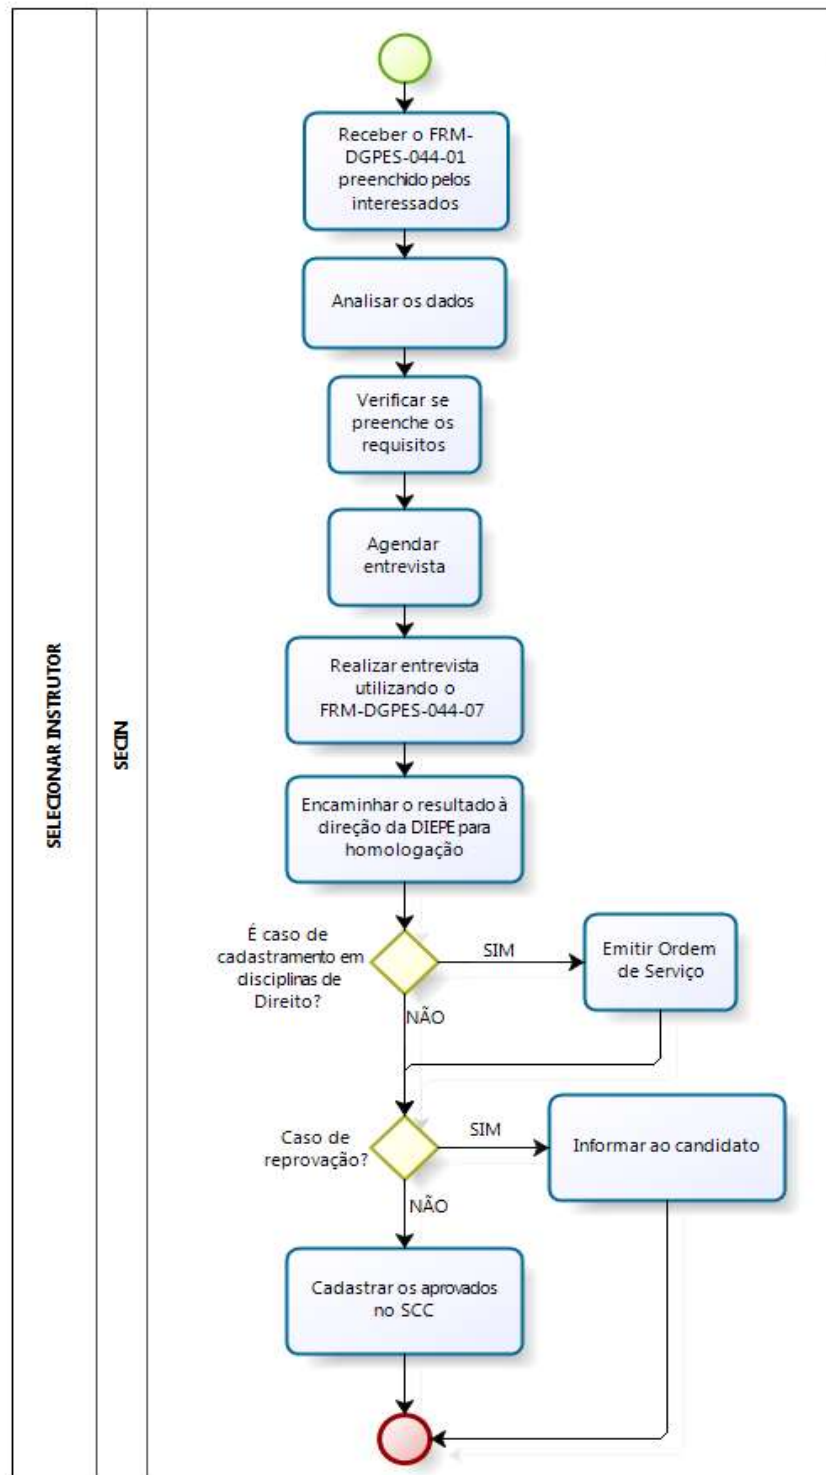 SELECIONAR INSTRUTOR
SECIN
Receber o FRM-
DGPES-044-01
preenchido pelos
interessados
Analisar os dados
Verificar se
preenche os
requisitos
Agendar
entrevista
Realizar entrevista
utilizando o
FRM-DGPES-044-07
Encaminhar o resultado à
direção da DIEPE para
homologação
É caso de
cadastramento em
disciplinas de
Direito?
SIM
Emitir Ordem
de Serviço
NÃO
Caso de
reprovação?
SIM
Informar ao candidato
NÃO
Cadastrar os aprovados
no SCC